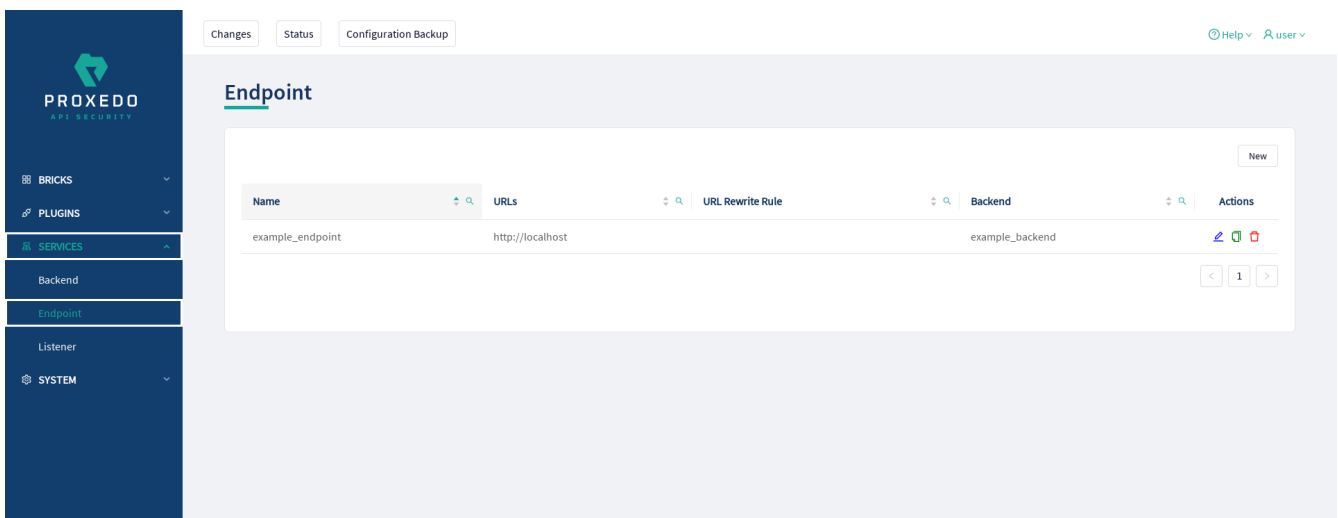 Changes Status Configuration Backup Help user
PROXEDO
API SECURITY
Endpoint
New
BRICKS
PLUGINS
SERVICES
Backend
Endpoint
Listener
SYSTEM
Name URLs URL Rewrite Rule Backend Actions
example_endpoint http://localhost example_backend
< 1 >